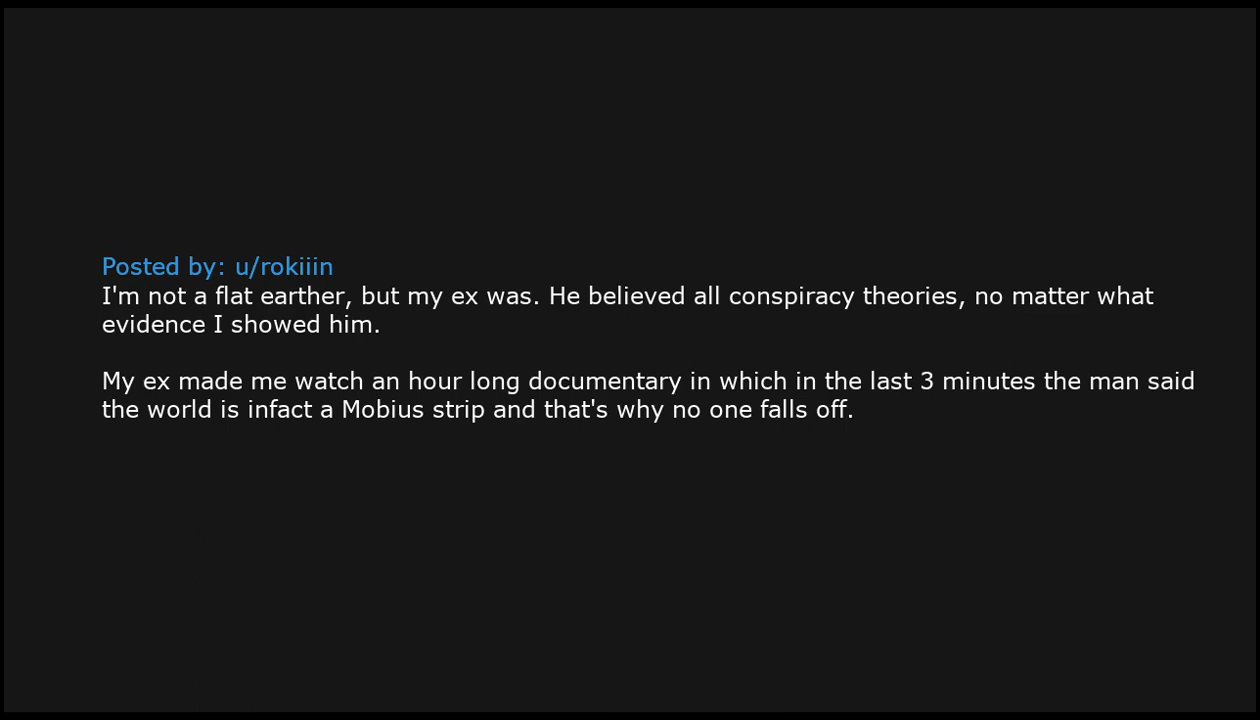 Posted by: u/rokiiin
I'm not a flat earther, but my ex was. He believed all conspiracy theories, no matter what
evidence I showed him.
My ex made me watch an hour long documentary in which in the last 3 minutes the man said
the world is infact a Mobius strip and that's why no one falls off.